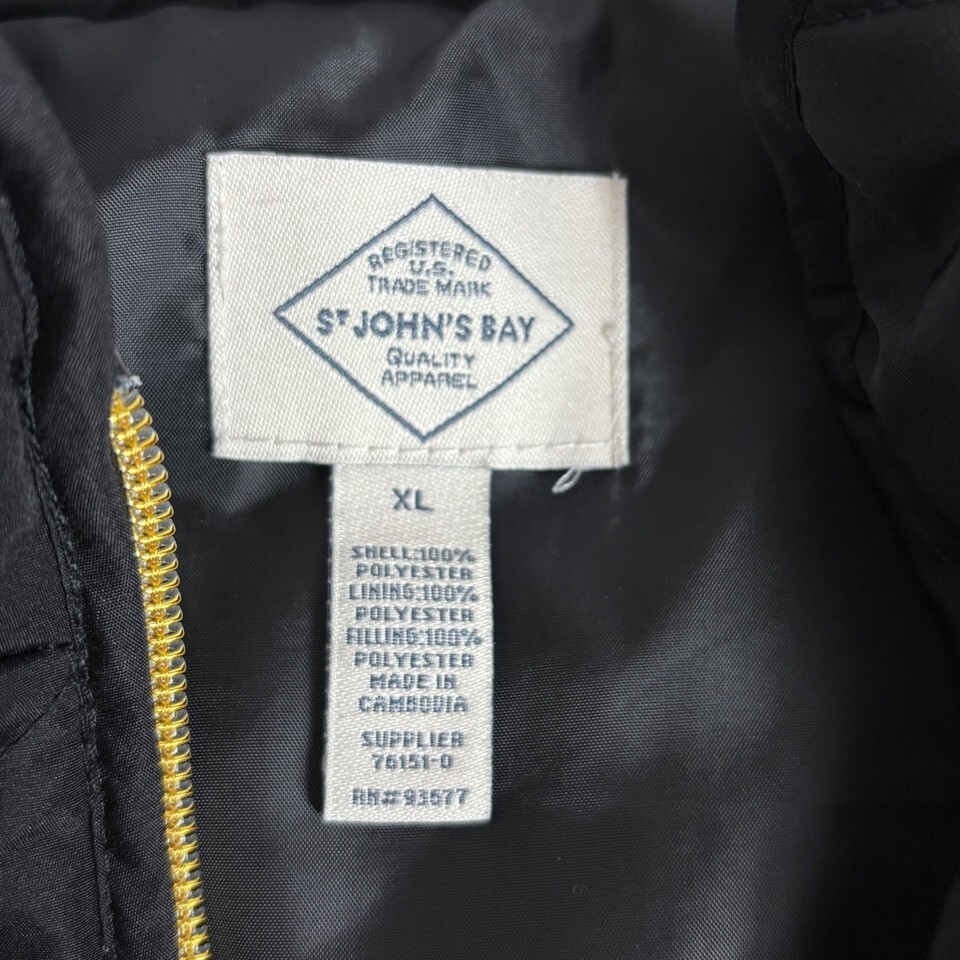 REGISTERED
U.S.
TRADE MARK
ST JOHN'S BAY
QUALITY
APPAREL
XL
SHELL:100%
POLYESTER
LINING:100%
POLYESTER
FILLING:100%
POLYESTER
MADE IN
CAMBODIA
SUPPLIER
76151-0
RN#93677